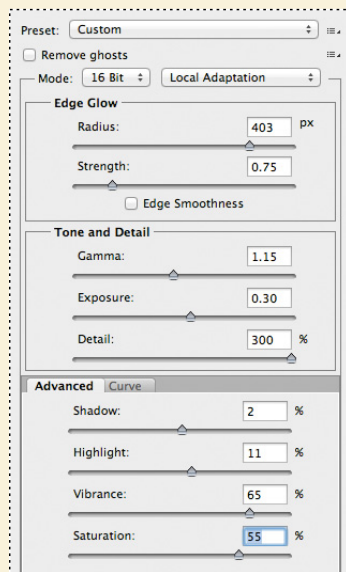 Preset: Custom
Remove ghosts
Mode: 16 Bit Local Adaptation
Edge Glow
Radius: 403 px
Strength: 0.75
Edge Smoothness
Tone and Detail
Gamma: 1.15
Exposure: 0.30
Detail: 300 %
Advanced Curve
Shadow: 2 %
Highlight: 11 %
Vibrance: 65 %
Saturation: 55 %